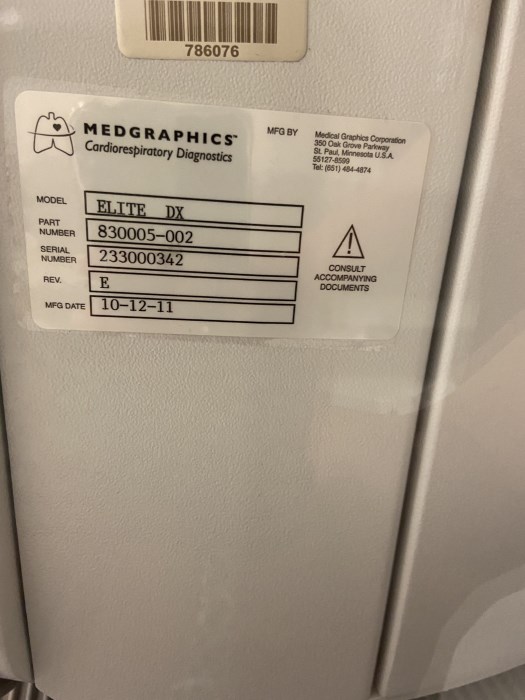 786076
MEDGRAPHICS™
Cardiorespiratory Diagnostics
MFG BY
Medical Graphics Corporation
350 Oak Grove Parkway
St. Paul, Minnesota U.S.A.
55127-8599
Tel: (651) 484-4874
MODEL ELITE DX
PART
NUMBER 830005-002
SERIAL
NUMBER 233000342
REV. E
MFG DATE 10-12-11
CONSULT
ACCOMPANYING
DOCUMENTS